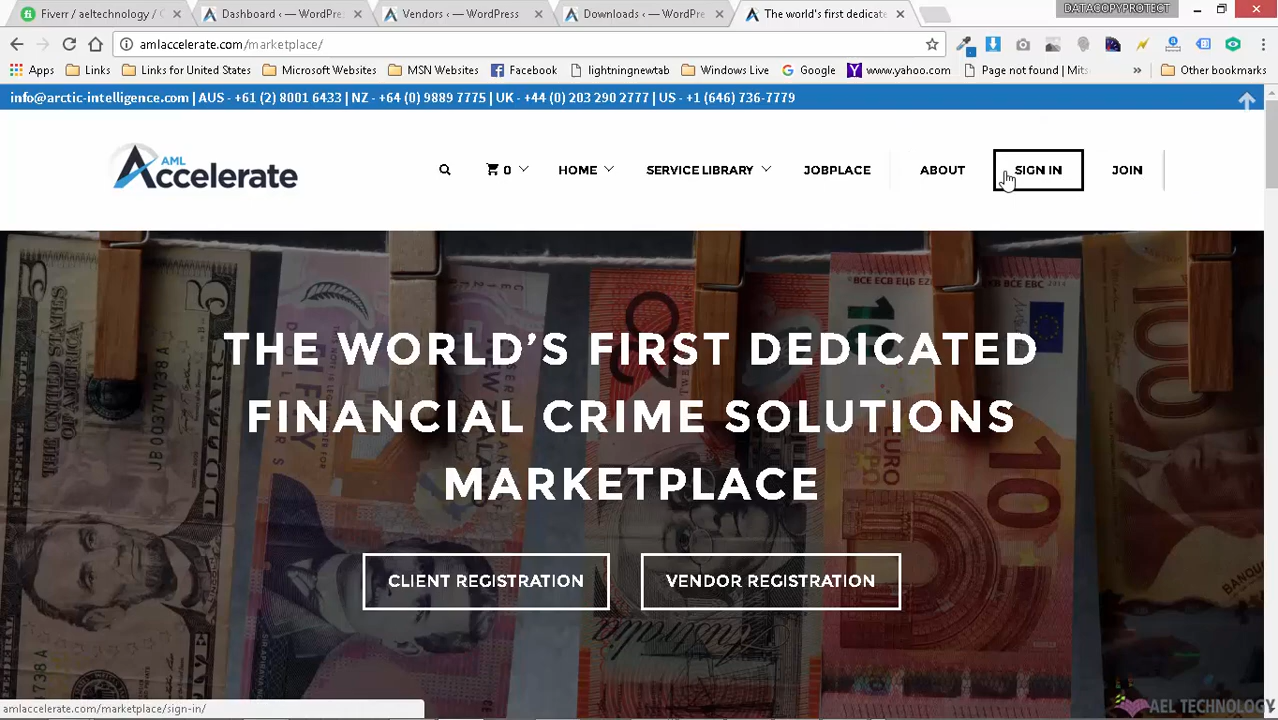 Fiverr / aeltechnology /
Dashboard ‹ — WordPre
Vendors ‹ — WordPress
Downloads ‹ — WordPre
The world's first dedicate
DATACOPYPROTECT
amlaccelerate.com/marketplace/
Apps
Links
Links for United States
Microsoft Websites
MSN Websites
Facebook
lightningnewtab
Windows Live
Google
www.yahoo.com
Page not found | Mits
»
Other bookmarks
info@arctic-intelligence.com | AUS - +61 (2) 8001 6433 | NZ - +64 (0) 9889 7775 | UK - +44 (0) 203 290 2777 | US - +1 (646) 736-7779
AML
Accelerate
0
HOME
SERVICE LIBRARY
JOBPLACE
ABOUT
SIGN IN
JOIN
THE WORLD'S FIRST DEDICATED
FINANCIAL CRIME SOLUTIONS
MARKETPLACE
CLIENT REGISTRATION
VENDOR REGISTRATION
amlaccelerate.com/marketplace/sign-in/
AEL TECHNOLOGY